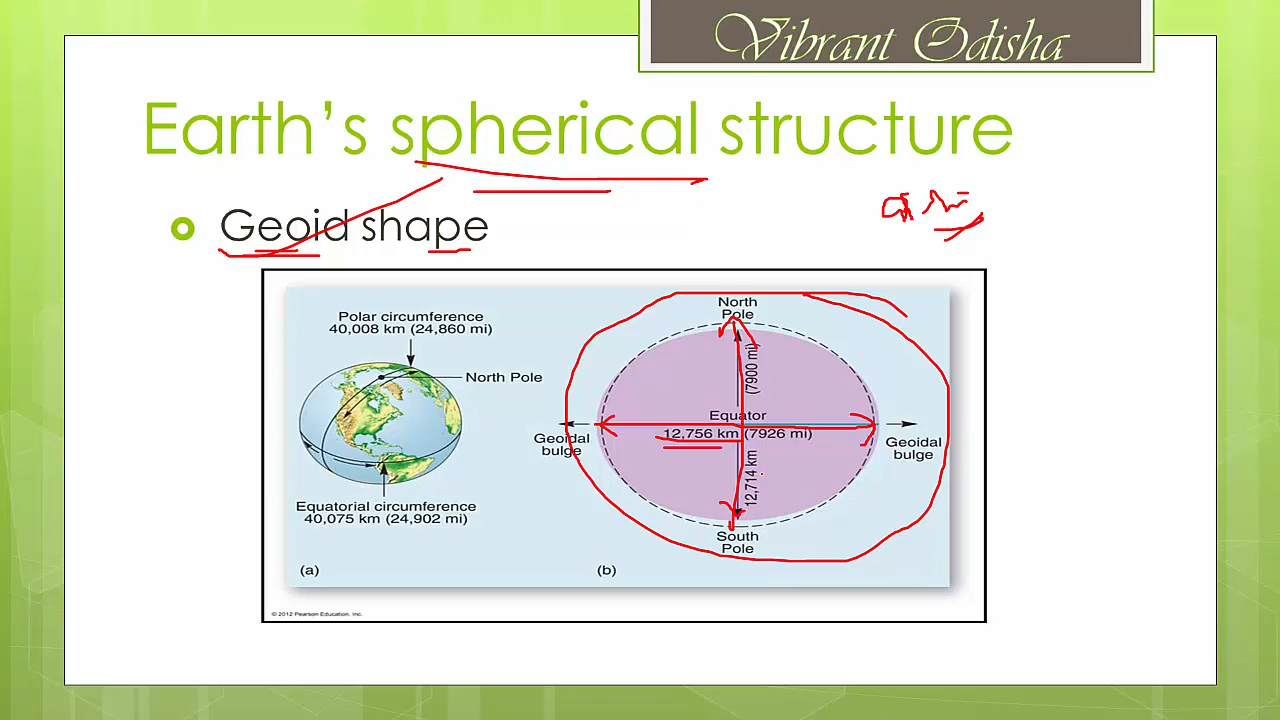 Vibrant Odisha
Earth's spherical structure
Geoid shape
Polar circumference
40,008 km (24,860 mi)
North Pole
Equatorial circumference
40,075 km (24,902 mi)
(a)
North
Pole
(7900 mi)
Equator
12,756 km (7926 mi)
12,714 km
Geoidal
bulge
Geoidal
bulge
South
Pole
(b)
© 2012 Pearson Education, Inc.